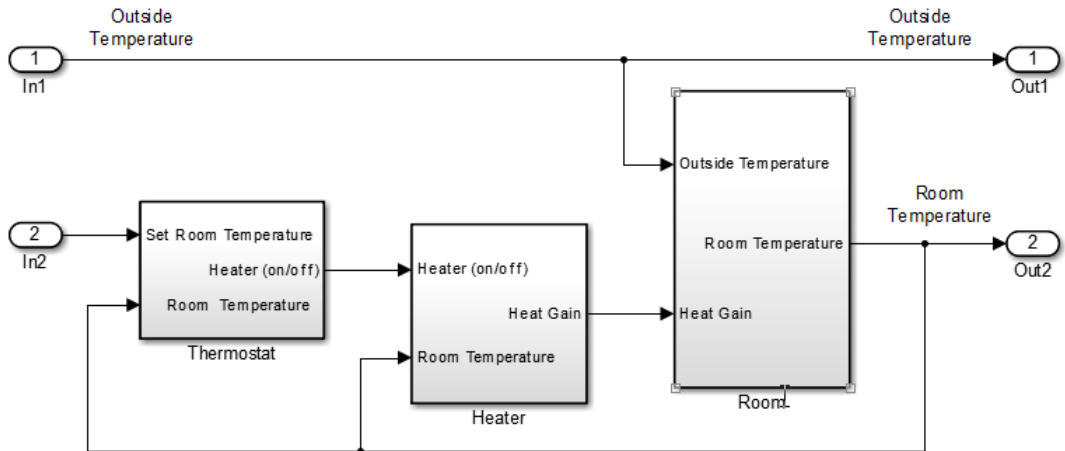 Outside
Temperature
Outside
Temperature
1
In1
1
Out1
Outside Temperature
Room
Temperature
2
In2
Set Room Temperature
Heater (on/off)
Room Temperature
Thermostat
Heater (on/off)
Heat Gain
Room Temperature
Heater
Room Temperature
Heat Gain
Room
2
Out2